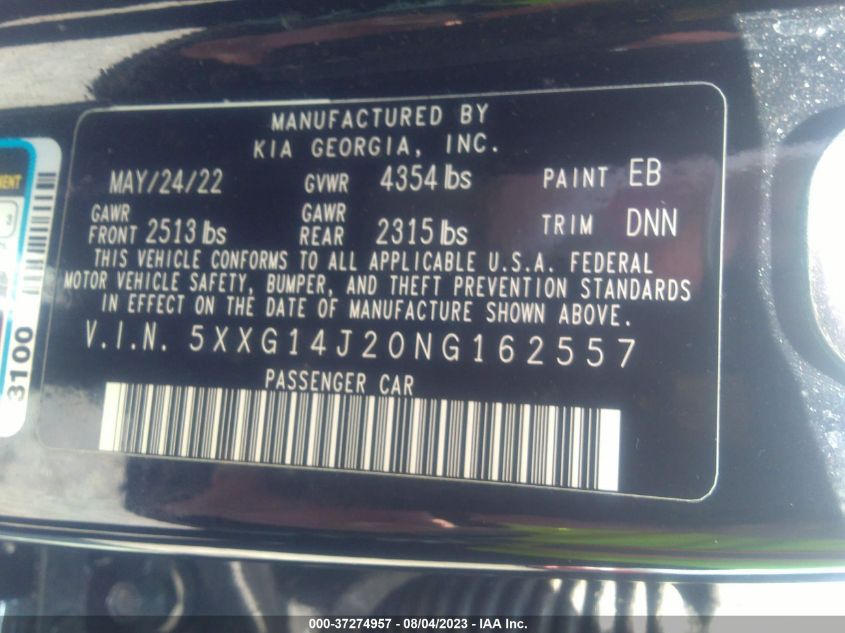 MANUFACTURED BY
KIA GEORGIA, INC.
MAY/24/22 GVWR 4354 lbs PAINT EB
GAWR FRONT 2513 lbs GAWR REAR 2315 lbs TRIM DNN
THIS VEHICLE CONFORMS TO ALL APPLICABLE U.S.A. FEDERAL
MOTOR VEHICLE SAFETY, BUMPER, AND THEFT PREVENTION STANDARDS
IN EFFECT ON THE DATE OF MANUFACTURE SHOWN ABOVE.
V.I.N. 5XXG14J20NG162557
PASSENGER CAR
3100
000-37274957 - 08/04/2023 - IAA Inc.